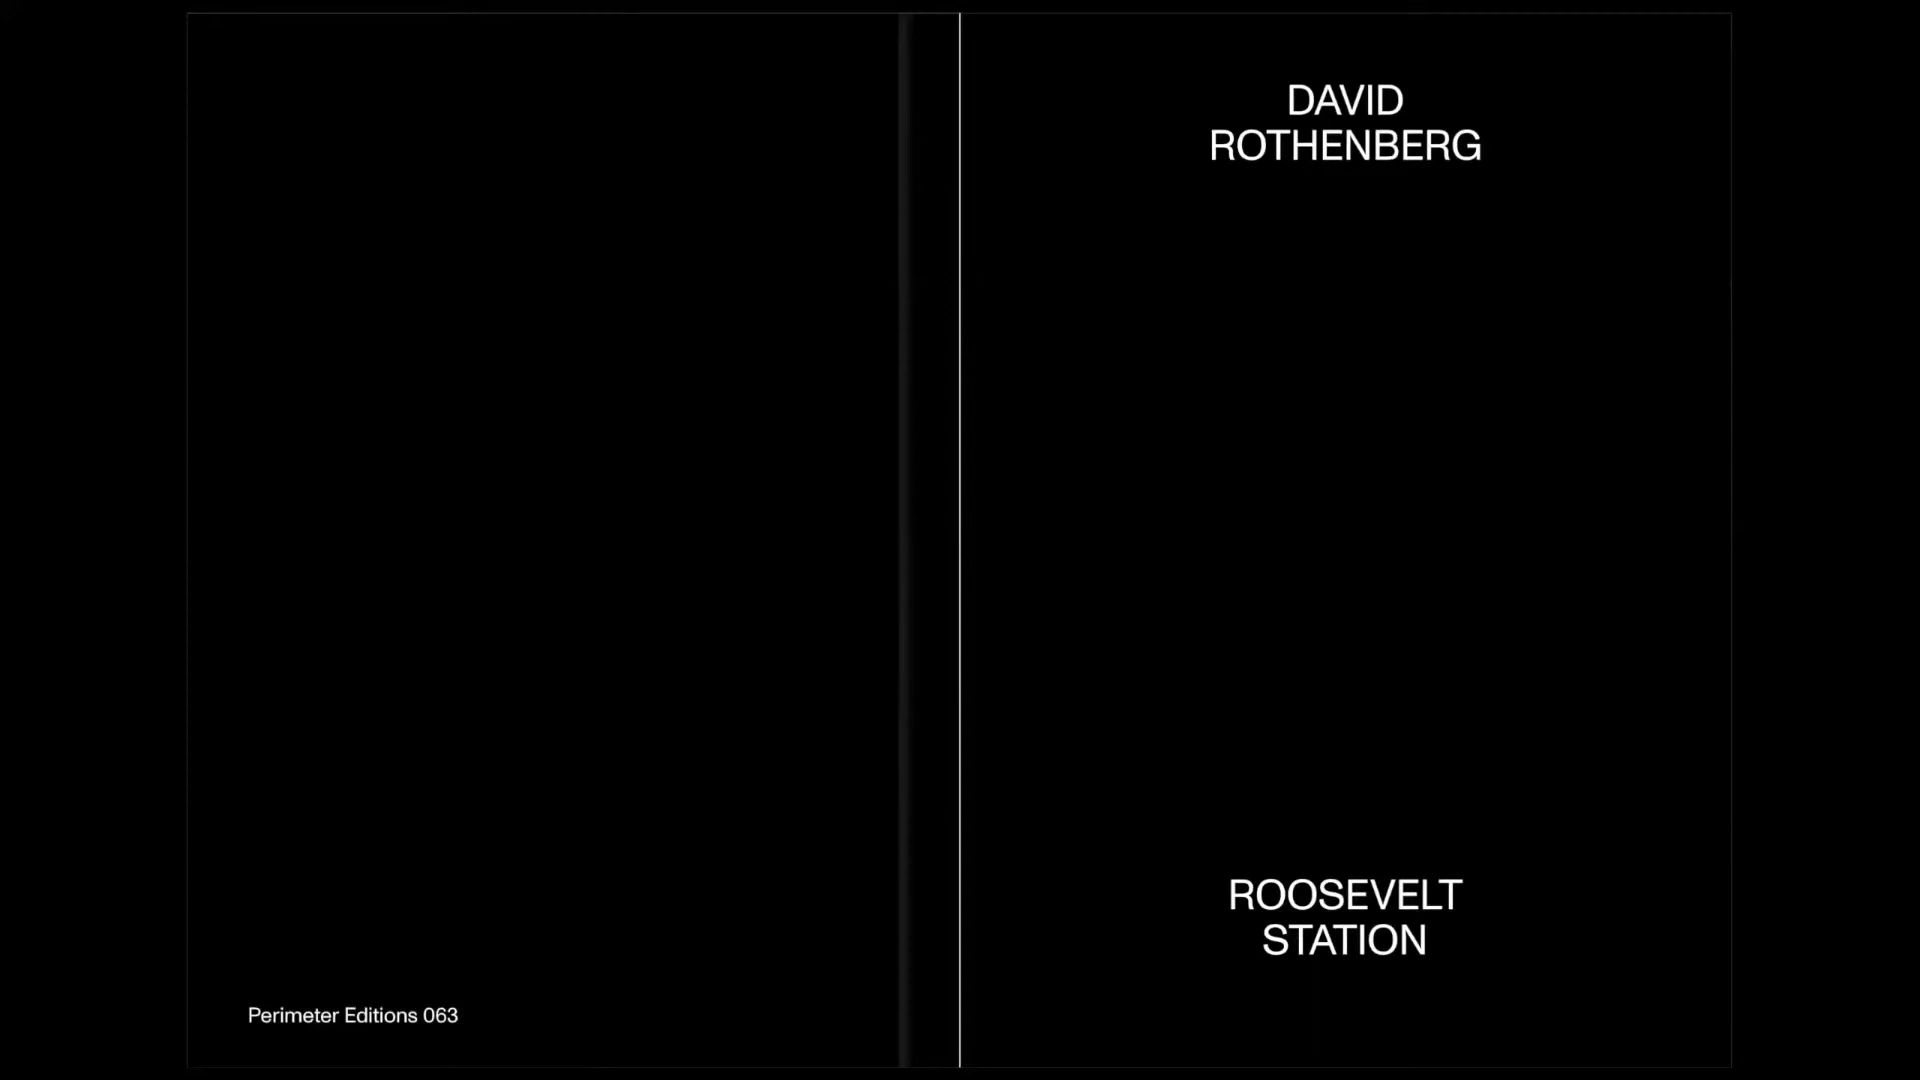 DAVID
ROTHENBERG
ROOSEVELT
STATION
Perimeter Editions 063